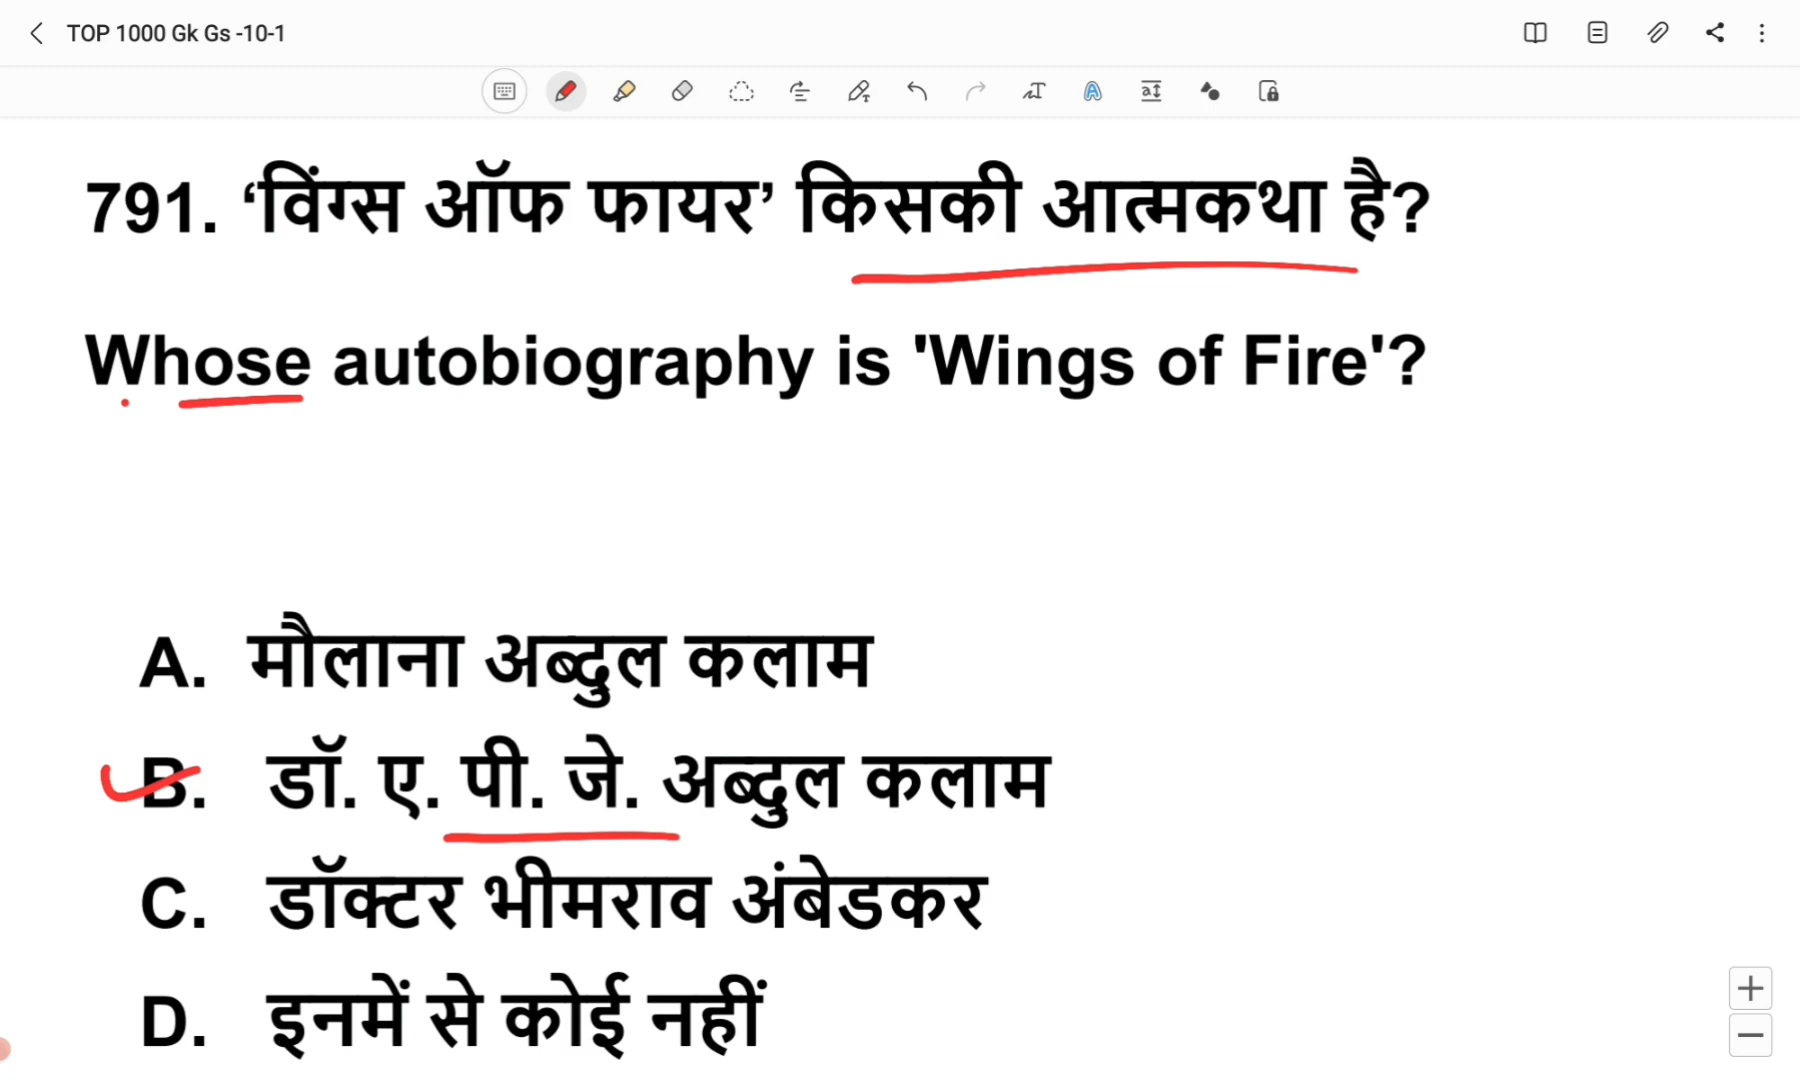 TOP 1000 Gk Gs -10-1
791. ‘विंग्स ऑफ फायर’ किसकी आत्मकथा है?
Whose autobiography is 'Wings of Fire'?
A. मौलाना अब्दुल कलाम
B. डॉ. ए. पी. जे. अब्दुल कलाम
C. डॉक्टर भीमराव अंबेडकर
D. इनमें से कोई नहीं